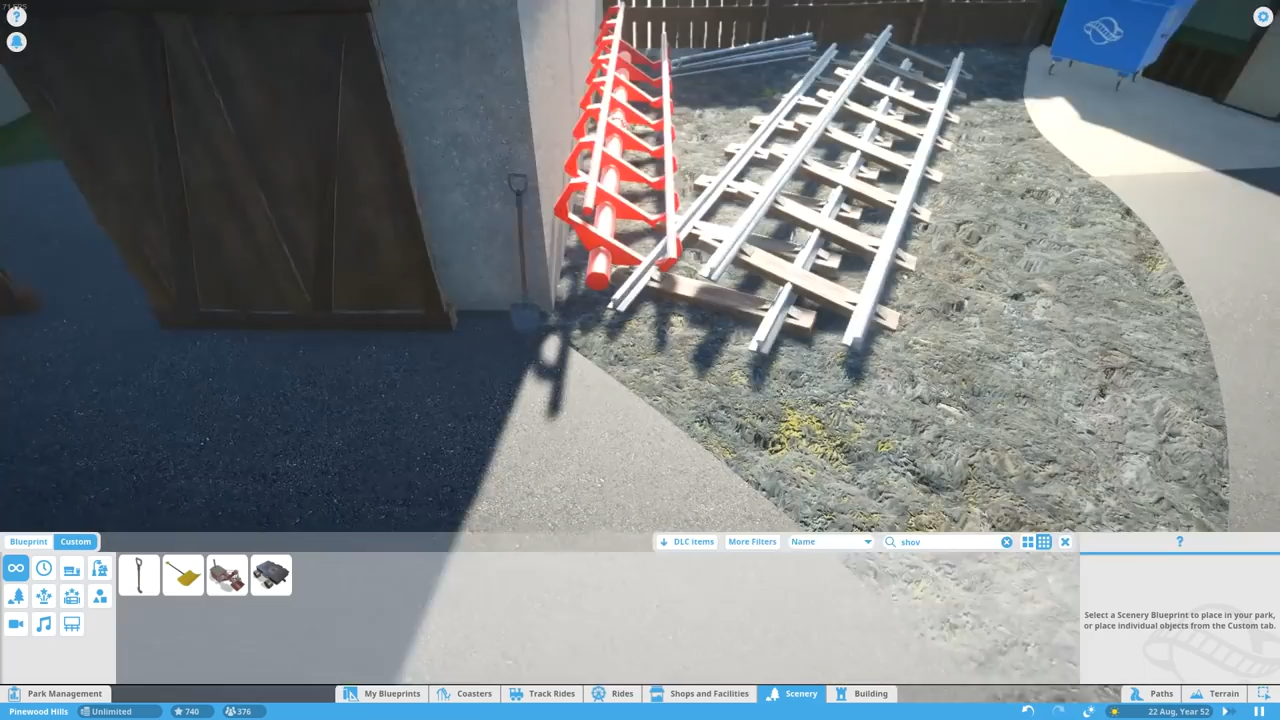 Blueprint
Custom
DLC items
More Filters
Name
shov
?
Select a Scenery Blueprint to place in your park,
or place individual objects from the Custom tab.
Park Management
My Blueprints
Coasters
Track Rides
Rides
Shops and Facilities
Scenery
Building
Paths
Terrain
Pinewood Hills
Unlimited
740
376
22 Aug, Year 52